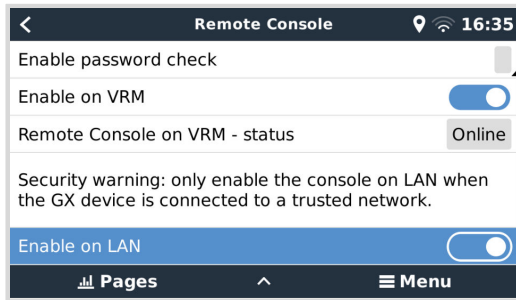 Remote Console 16:35
Enable password check
Enable on VRM
Remote Console on VRM - status Online
Security warning: only enable the console on LAN when
the GX device is connected to a trusted network.
Enable on LAN
Pages Menu